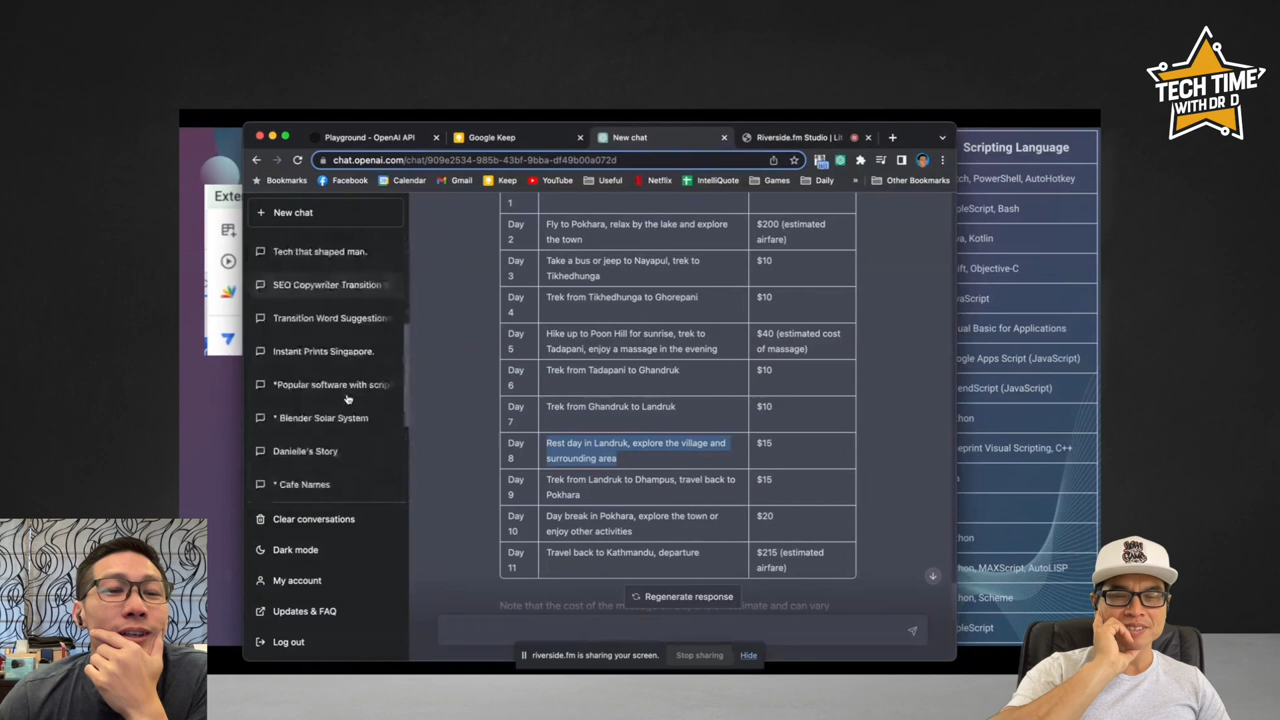 TECH TIME
WITH DR D
Playground - OpenAI API
Google Keep
New chat
Riverside.fm Studio | Lit
chat.openai.com/chat/909e2534-985b-43bf-9bba-df49b00a072d
Bookmarks
Facebook
Calendar
Gmail
Keep
YouTube
Useful
Netflix
IntelliQuote
Games
Daily
»
Other Bookmarks
Exte
+ New chat
Tech that shaped man.
SEO Copywriter Transition
Transition Word Suggestion
Instant Prints Singapore.
*Popular software with scrip
* Blender Solar System
Danielle's Story
* Cafe Names
Clear conversations
Dark mode
My account
Updates & FAQ
Log out
1
Day 2
Fly to Pokhara, relax by the lake and explore
the town
$200 (estimated
airfare)
Day 3
Take a bus or jeep to Nayapul, trek to
Tikhedhunga
$10
Day 4
Trek from Tikhedhunga to Ghorepani
$10
Day 5
Hike up to Poon Hill for sunrise, trek to
Tadapani, enjoy a massage in the evening
$40 (estimated cost
of massage)
Day 6
Trek from Tadapani to Ghandruk
$10
Day 7
Trek from Ghandruk to Landruk
$10
Day 8
Rest day in Landruk, explore the village and
surrounding area
$15
Day 9
Trek from Landruk to Dhampus, travel back to
Pokhara
$15
Day 10
Day break in Pokhara, explore the town or
enjoy other activities
$20
Day 11
Travel back to Kathmandu, departure
$215 (estimated
airfare)
Regenerate response
Note that the cost of the
and can vary
riverside.fm is sharing your screen.
Stop sharing
Hide
Scripting Language
PowerShell, AutoHotkey
Bash
Kotlin
Objective-C
for Applications
Apps Script (JavaScript)
(JavaScript)
Visual Scripting, C++
MAXScript, AutoLISP
Scheme